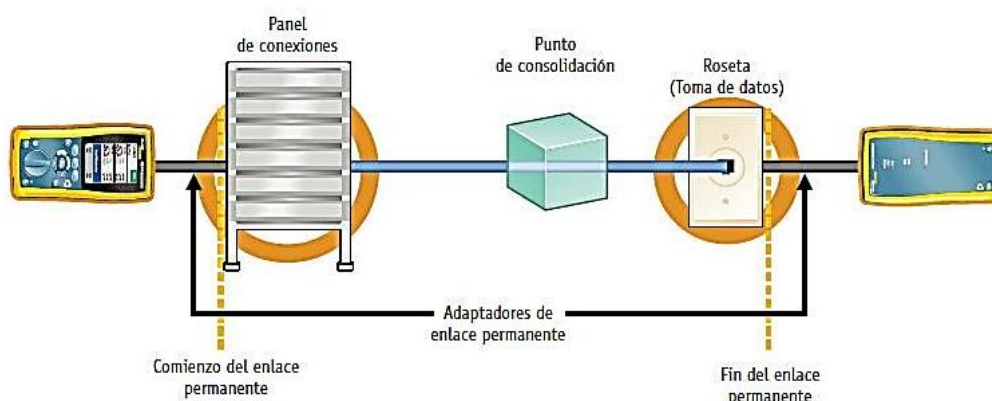 Panel
de conexiones
Punto
de consolidación
Roseta
(Toma de datos)
Adaptadores de
enlace permanente
Comienzo del enlace
permanente
Fin del enlace
permanente